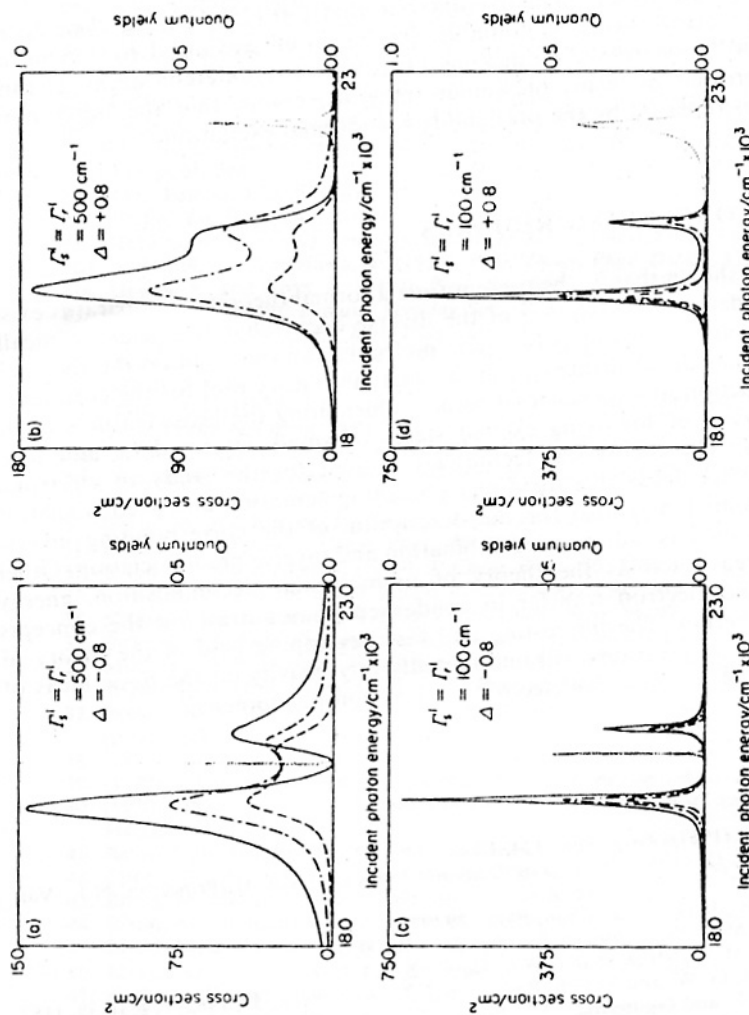 (a)
Γs^l = Γr^l
= 500 cm⁻¹
Δ = −0.8
150
75
0
Cross section/cm²
1.0
0.5
0
Quantum yields
18.0
23.0
Incident photon energy/cm⁻¹×10³
(b)
Γs^l = Γr^l
= 500 cm⁻¹
Δ = +0.8
180
90
0
Cross section/cm²
1.0
0.5
0.0
Quantum yields
18
23
Incident photon energy/cm⁻¹×10³
(c)
Γs^l = Γr^l
= 100 cm⁻¹
Δ = −0.8
750
375
0
Cross section/cm²
1.0
0.5
0.0
Quantum yields
18.0
23.0
Incident photon energy/cm⁻¹×10³
(d)
Γs^l = Γr^l
= 100 cm⁻¹
Δ = +0.8
750
375
0
Cross section/cm²
1.0
0.5
0.0
Quantum yields
18.0
23.0
Incident photon energy/cm⁻¹×10³